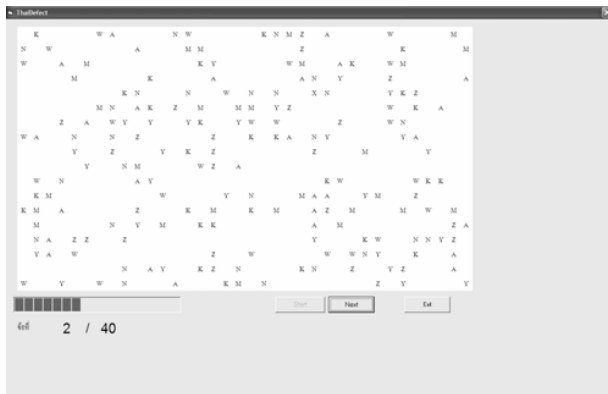 ThaiDefect
K W A N W K N M Z A W M
N W A M M Z K M
W A M K Y W M A K W M
M K A A N Y Z A
K N N W N N X N Y K Z
M N A K Z M M M Y Z W K A
Z A W Y Y Y K Y W W Z W N
W A N N Z Z K K A N Y Y A
Y Z Y K Z Z M Y
Y N M W Z A
W N A Y K W W K K
K M W Y N M A A Y M Z
K M A Z K M K M A Z M M W M
M N Y M K K A M Z A
N A Z Z Z Y K W N N Y Z
Y A W Z W W W N Y K A
N A Y K Z N K N Z Y Z A
W Y W N A K M N Z Y Y
Start Next Exit
ข้อที่ 2 / 40